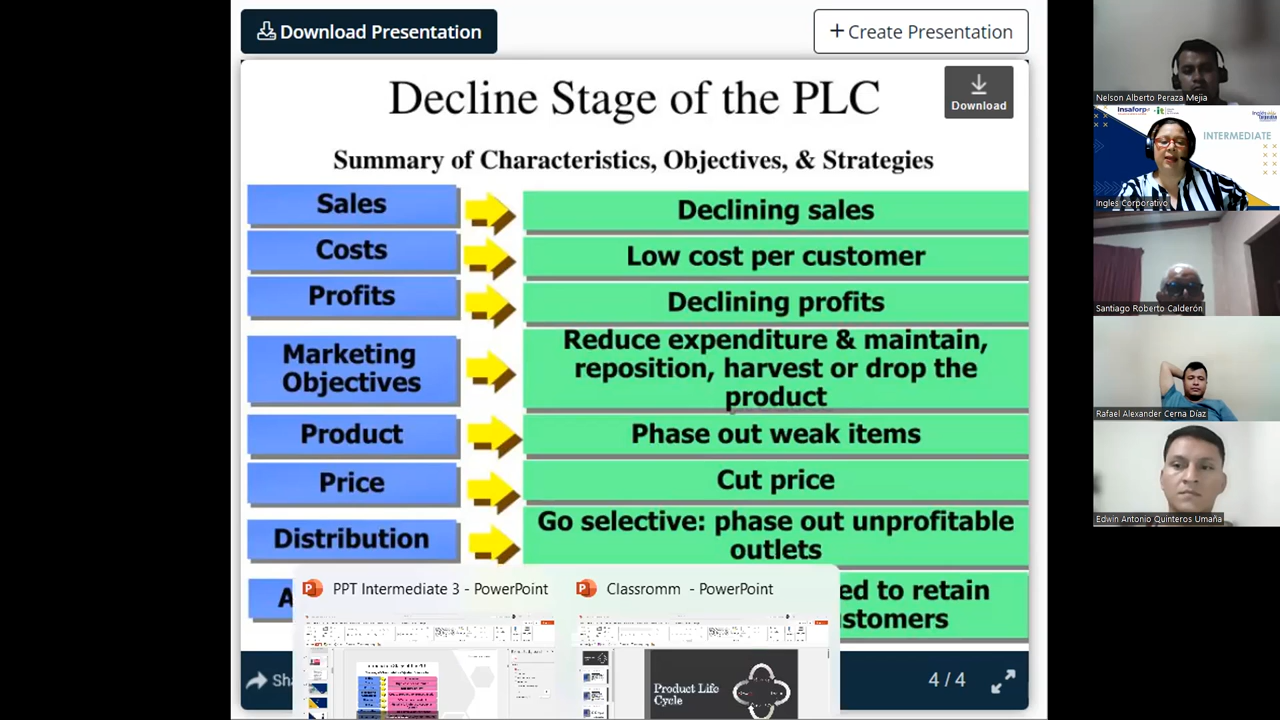 Download Presentation
+ Create Presentation
Decline Stage of the PLC
Download
Summary of Characteristics, Objectives, & Strategies
Sales
Declining sales
Costs
Low cost per customer
Profits
Declining profits
Marketing
Objectives
Reduce expenditure & maintain,
reposition, harvest or drop the
product
Product
Phase out weak items
Price
Cut price
Distribution
Go selective: phase out unprofitable
outlets
A
ed to retain
stomers
PPT Intermediate 3 - PowerPoint
Classromm - PowerPoint
Product Life
Cycle
Sha
4 / 4
Nelson Alberto Peraza Mejia
Insaforp
INTERMEDIATE
Ingles Corporativo
Santiago Roberto Calderón
Rafael Alexander Cerna Díaz
Edwin Antonio Quinteros Umaña